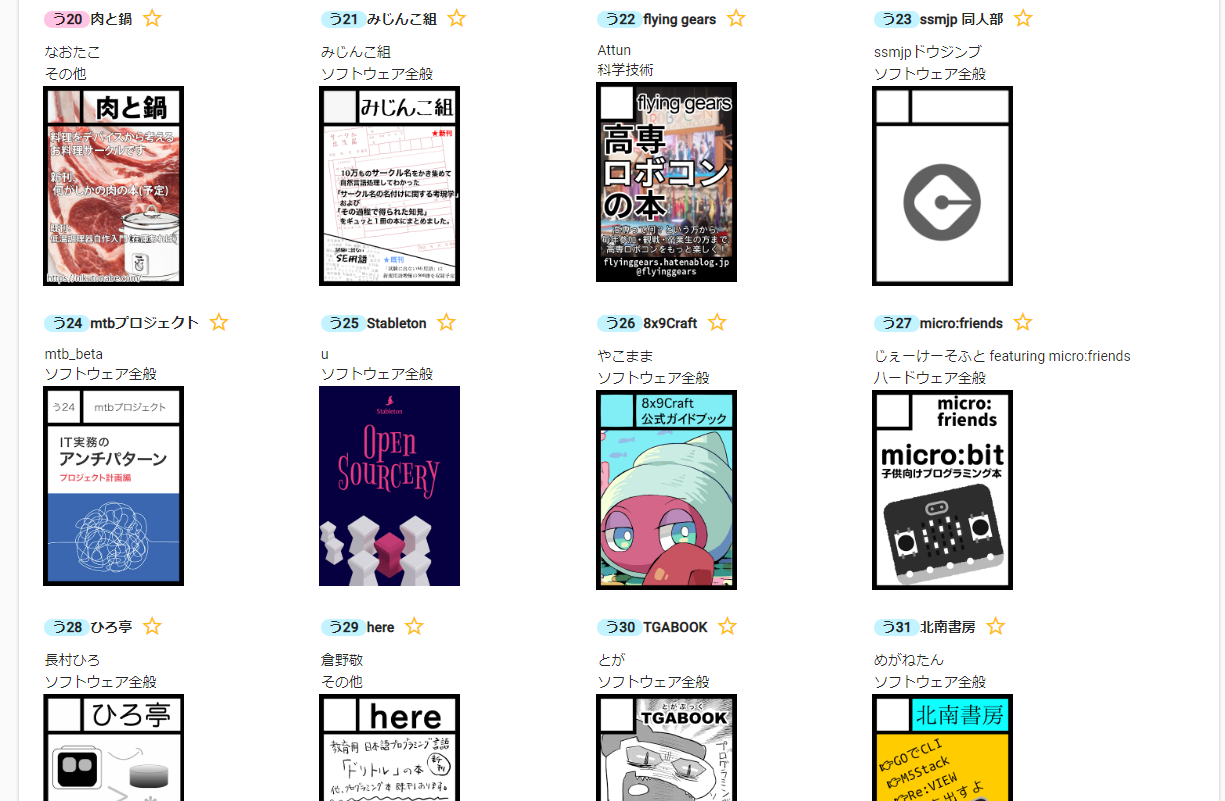 う20 肉と鍋
なおたこ
その他
肉と鍋
料理をデバイスから考える
お料理サークルです
新刊
何かしかの肉の本(予定)
既刊
低温調理器自作入門(在庫あれば)
う21 みじんこ組
みじんこ組
ソフトウェア全般
みじんこ組
★新刊
10万ものサークル名をかき集めて
自然言語処理してわかった
「サークル名の名付けに関する考現学」
および
「その過程で得られた知見」
をギュッと1冊の本にまとめました。
試験に出ない
SE用語
★既刊
う22 flying gears
Attun
科学技術
flying gears
高専
ロボコン
の本
高専って何？という方から、
毎年参加・観戦・卒業生の方まで
高専ロボコンをもっと楽しく！
flyinggears.hatenablog.jp
@flyinggears
う23 ssmjp 同人部
ssmjpドウジンブ
ソフトウェア全般
う24 mtbプロジェクト
mtb_beta
ソフトウェア全般
う24 mtbプロジェクト
IT実務の
アンチパターン
プロジェクト計画編
う25 Stableton
u
ソフトウェア全般
Stableton
OPEN
SOURCERY
う26 8x9Craft
やこまま
ソフトウェア全般
8x9Craft
公式ガイドブック
う27 micro:friends
じぇーけーそふと featuring micro:friends
ハードウェア全般
micro:
friends
micro:bit
子供向けプログラミング本
う28 ひろ亭
長村ひろ
ソフトウェア全般
ひろ亭
う29 here
倉野敬
その他
here
教育用 日本語プログラミング言語
「ドリトル」の本 新刊
他、プログラミング本
う30 TGABOOK
とが
ソフトウェア全般
とがぶっく
TGABOOK
う31 北南書房
めがねたん
ソフトウェア全般
北南書房
GOでCLI
M5Stack
Re:VIEW
出すよ